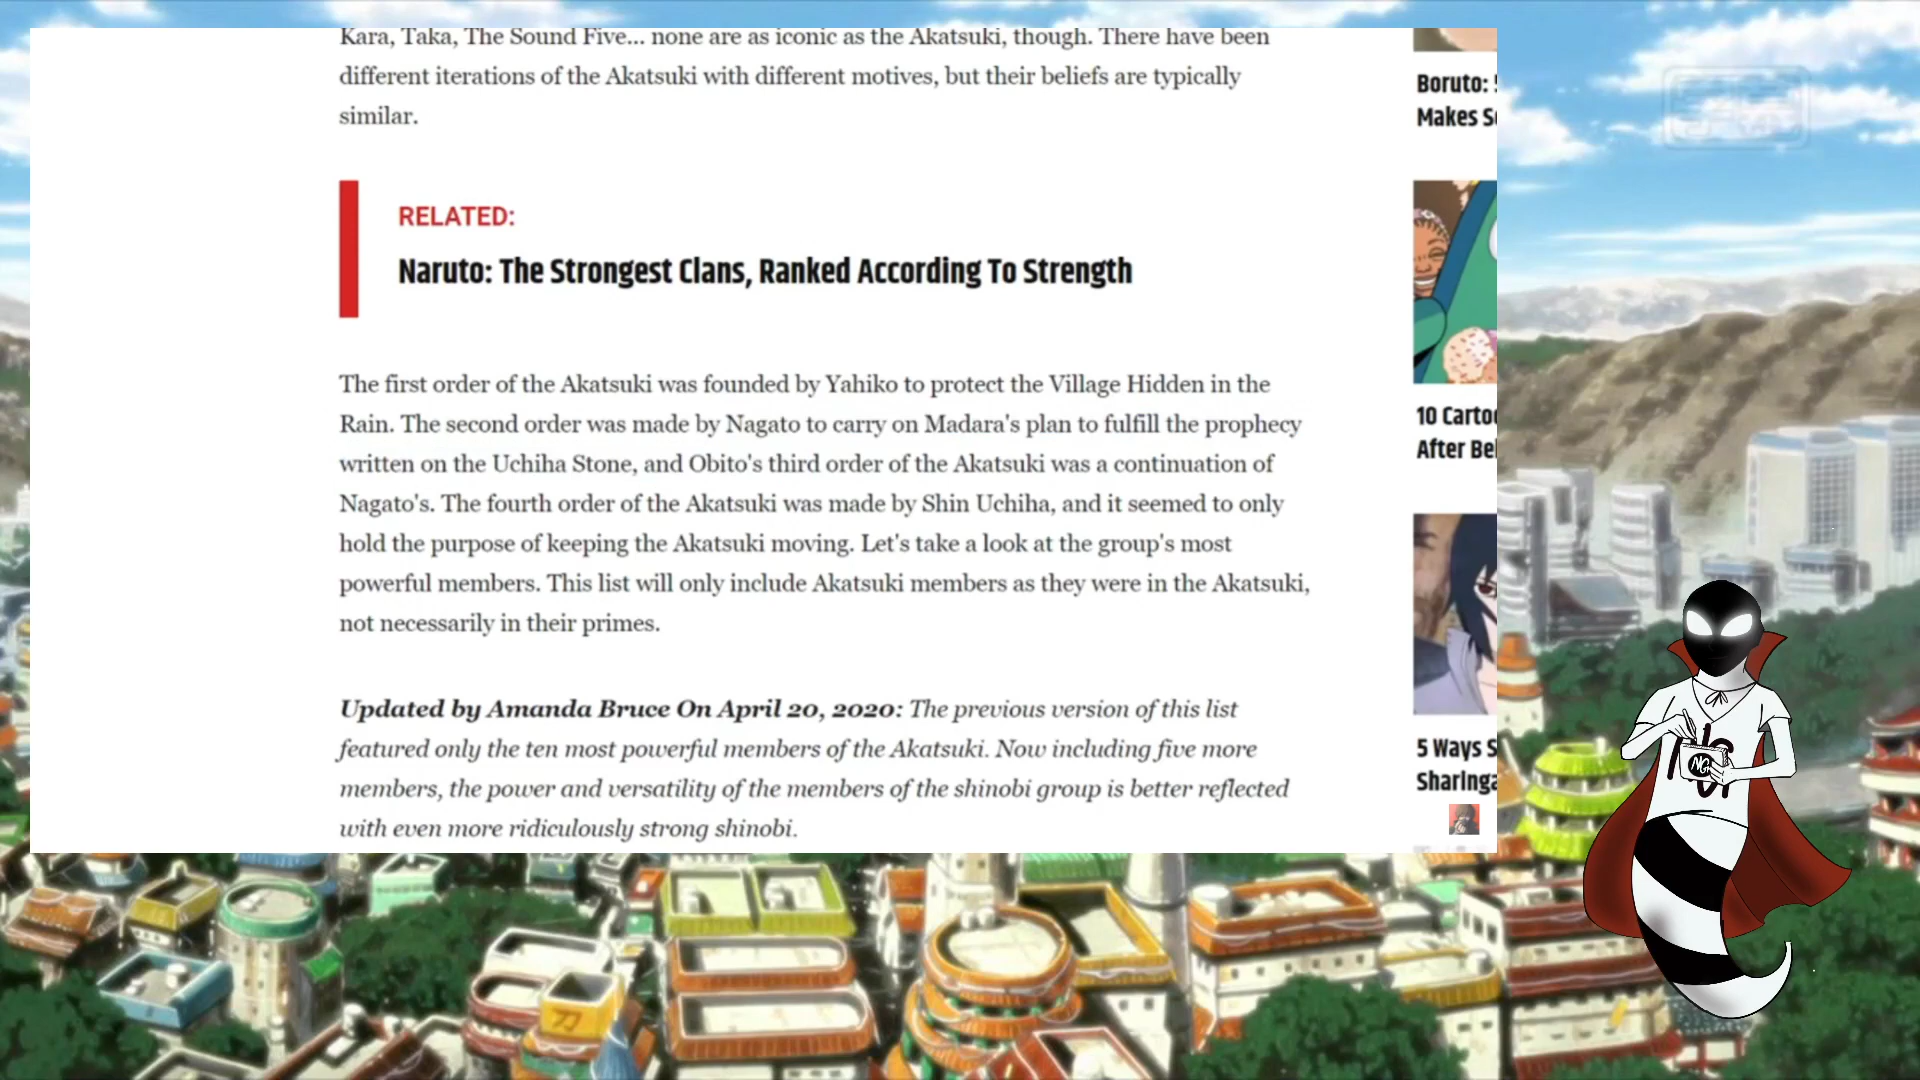 Kara, Taka, The Sound Five... none are as iconic as the Akatsuki, though. There have been
different iterations of the Akatsuki with different motives, but their beliefs are typically
similar.
RELATED:
Naruto: The Strongest Clans, Ranked According To Strength
The first order of the Akatsuki was founded by Yahiko to protect the Village Hidden in the
Rain. The second order was made by Nagato to carry on Madara's plan to fulfill the prophecy
written on the Uchiha Stone, and Obito's third order of the Akatsuki was a continuation of
Nagato's. The fourth order of the Akatsuki was made by Shin Uchiha, and it seemed to only
hold the purpose of keeping the Akatsuki moving. Let's take a look at the group's most
powerful members. This list will only include Akatsuki members as they were in the Akatsuki,
not necessarily in their primes.
Updated by Amanda Bruce On April 20, 2020: The previous version of this list
featured only the ten most powerful members of the Akatsuki. Now including five more
members, the power and versatility of the members of the shinobi group is better reflected
with even more ridiculously strong shinobi.
Boruto:
Makes
10
After
5 Ways
NG